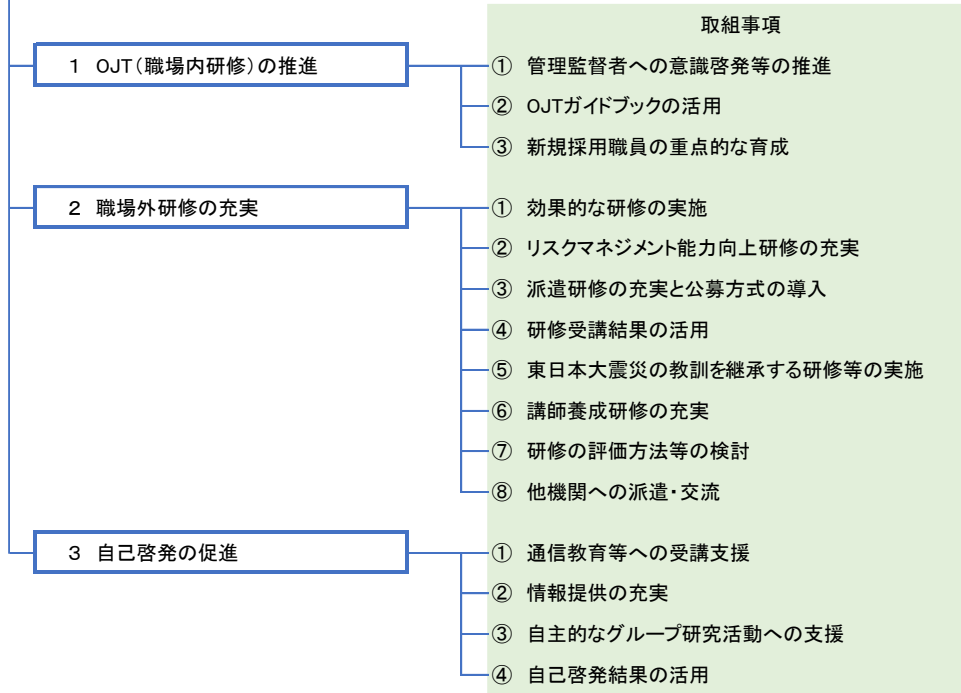 取組事項
1 OJT(職場内研修)の推進
① 管理監督者への意識啓発等の推進
② OJTガイドブックの活用
③ 新規採用職員の重点的な育成
2 職場外研修の充実
① 効果的な研修の実施
② リスクマネジメント能力向上研修の充実
③ 派遣研修の充実と公募方式の導入
④ 研修受講結果の活用
⑤ 東日本大震災の教訓を継承する研修等の実施
⑥ 講師養成研修の充実
⑦ 研修の評価方法等の検討
⑧ 他機関への派遣・交流
3 自己啓発の促進
① 通信教育等への受講支援
② 情報提供の充実
③ 自主的なグループ研究活動への支援
④ 自己啓発結果の活用